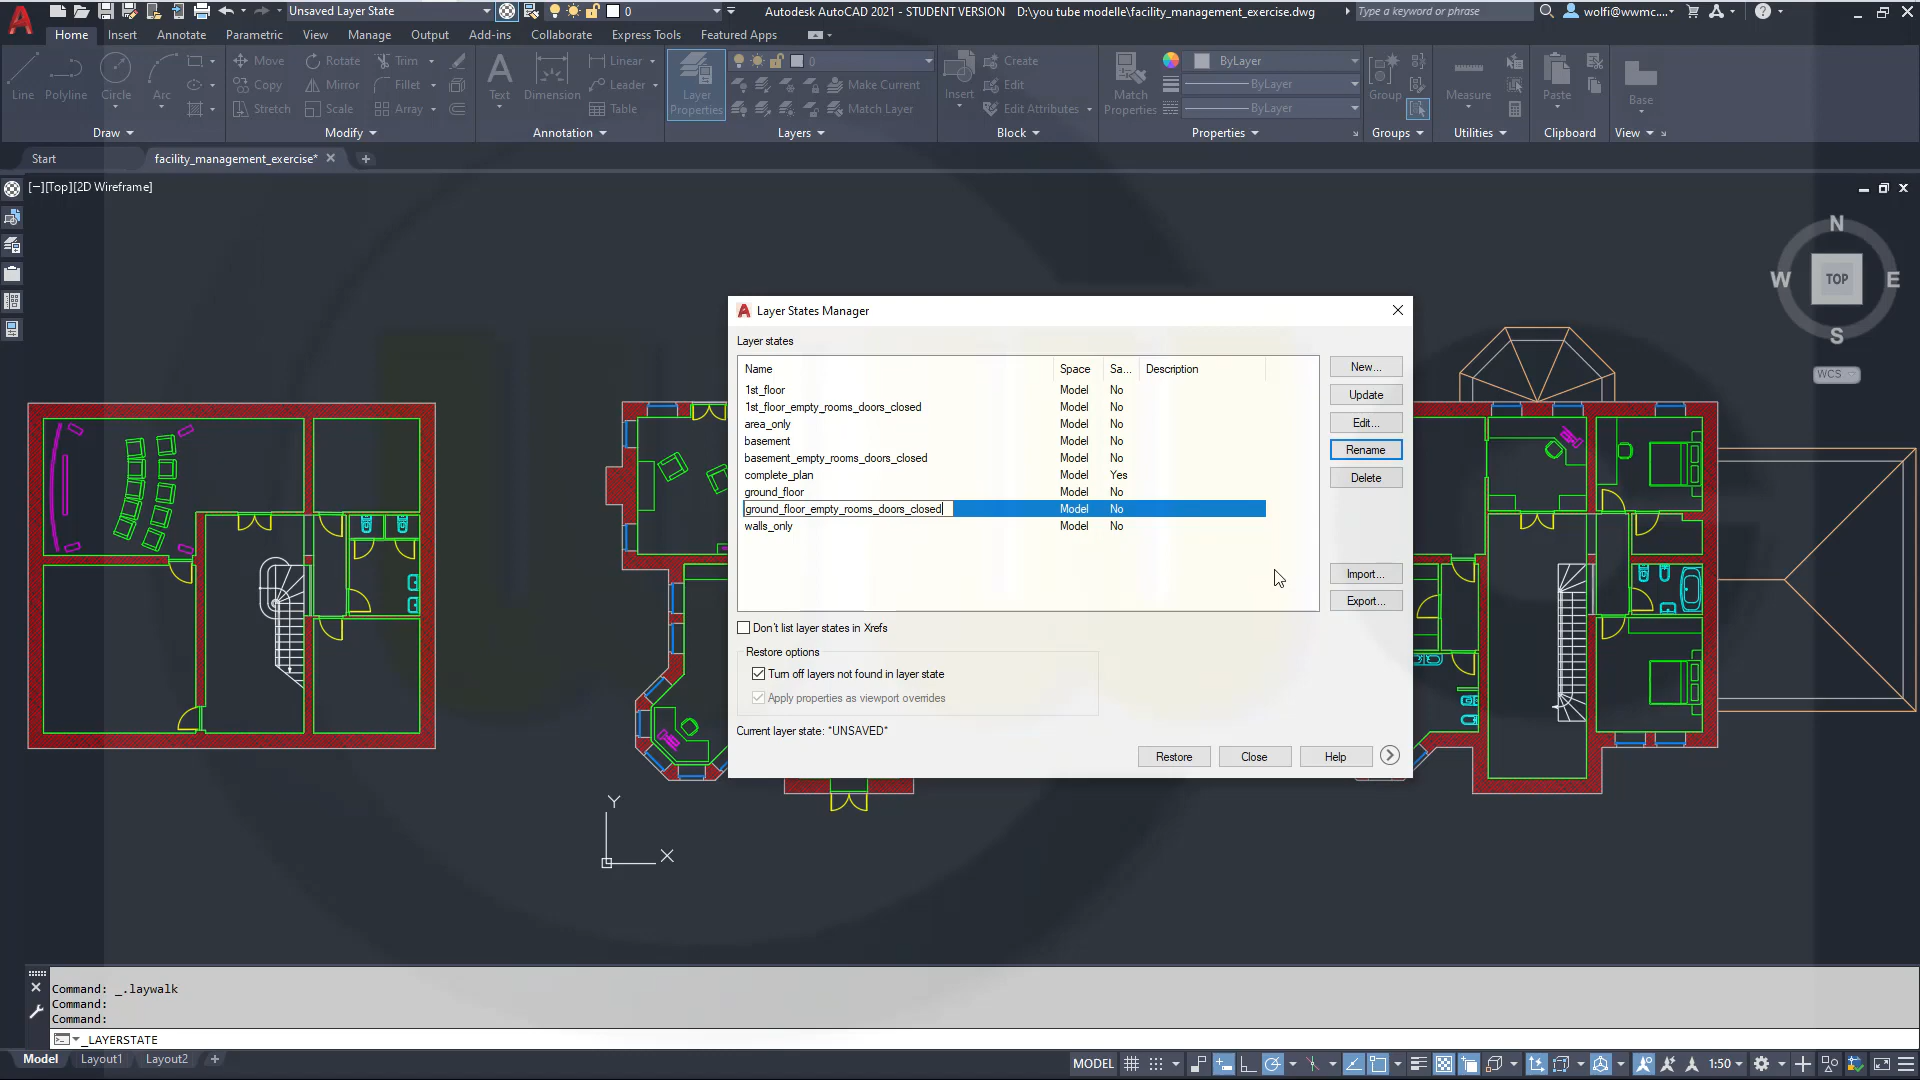 Unsaved Layer State
0
Autodesk AutoCAD 2021 - STUDENT VERSION D:\you tube modelle\facility_management_exercise.dwg
Type a keyword or phrase
wolfi@wwmc....
Home Insert Annotate Parametric View Manage Output Add-ins Collaborate Express Tools Featured Apps
Line Polyline Circle Arc
Move Rotate Trim
Copy Mirror Fillet
Stretch Scale Array
Text Dimension
Linear
Leader
Table
Layer Properties
0
Make Current
Match Layer
Insert
Create
Edit
Edit Attributes
Match Properties
ByLayer
ByLayer
ByLayer
Group
Measure
Paste
Base
Draw Modify Annotation Layers Block Properties Groups Utilities Clipboard View
Start facility_management_exercise*
[−][Top][2D Wireframe]
N
W TOP E
S
WCS
Layer States Manager
Layer states
Name Space Sa... Description
1st_floor Model No
1st_floor_empty_rooms_doors_closed Model No
area_only Model No
basement Model No
basement_empty_rooms_doors_closed Model No
complete_plan Model Yes
ground_floor Model No
ground_floor_empty_rooms_doors_closed Model No
walls_only Model No
New...
Update
Edit...
Rename
Delete
Import...
Export...
Don't list layer states in Xrefs
Restore options
Turn off layers not found in layer state
Apply properties as viewport overrides
Current layer state: *UNSAVED*
Restore Close Help
Y
X
Command: _.laywalk
Command:
Command:
_LAYERSTATE
Model Layout1 Layout2
MODEL
1:50